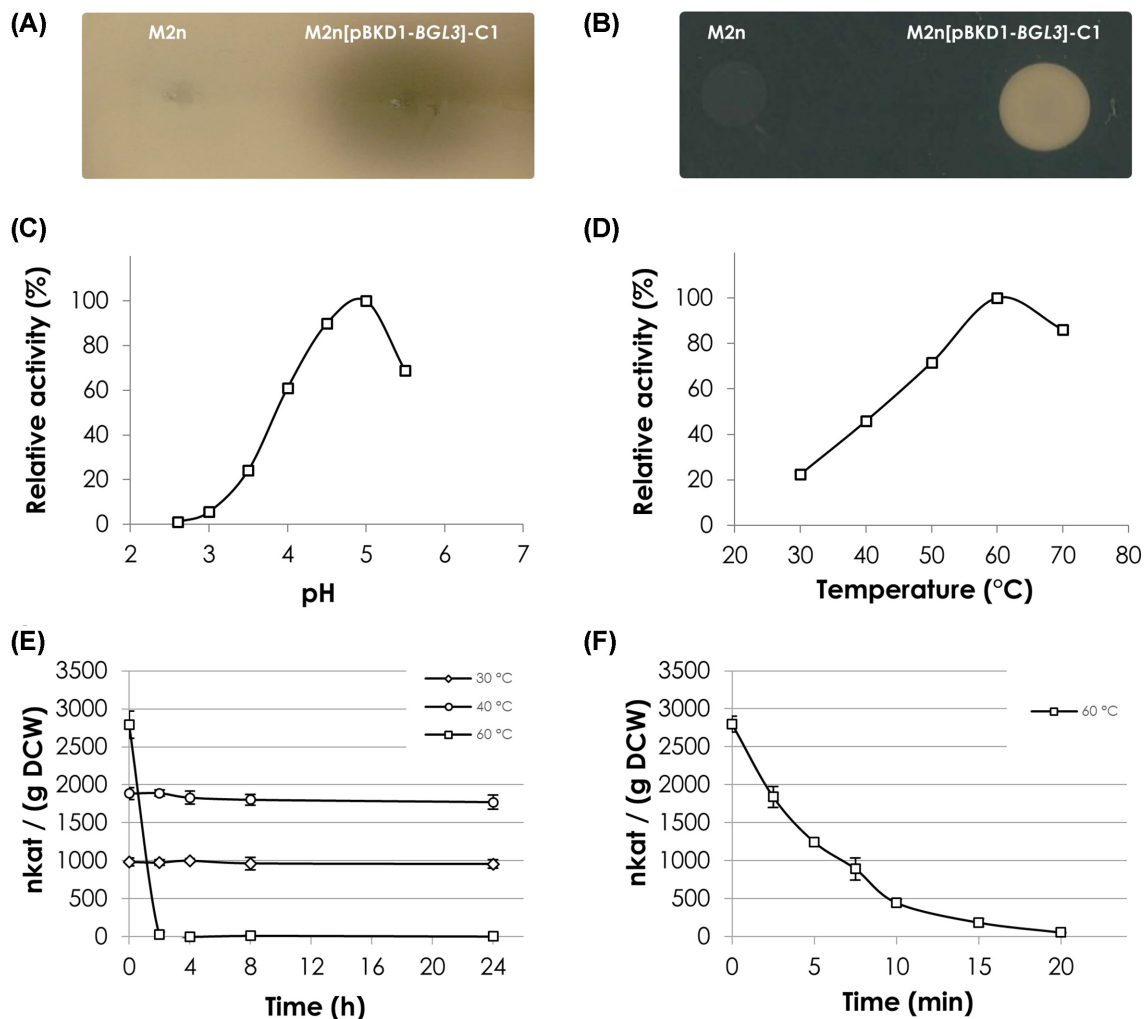 (A)
M2n M2n[pBKD1-BGL3]-C1
(B)
M2n M2n[pBKD1-BGL3]-C1
(C)
Relative activity (%)
100
80
60
40
20
0
2 3 4 5 6 7
pH
(D)
Relative activity (%)
100
80
60
40
20
0
20 30 40 50 60 70 80
Temperature (°C)
(E)
nkat / (g DCW)
3500
3000
2500
2000
1500
1000
500
0
30 °C
40 °C
60 °C
0 4 8 12 16 20 24
Time (h)
(F)
nkat / (g DCW)
3500
3000
2500
2000
1500
1000
500
0
60 °C
0 5 10 15 20
Time (min)